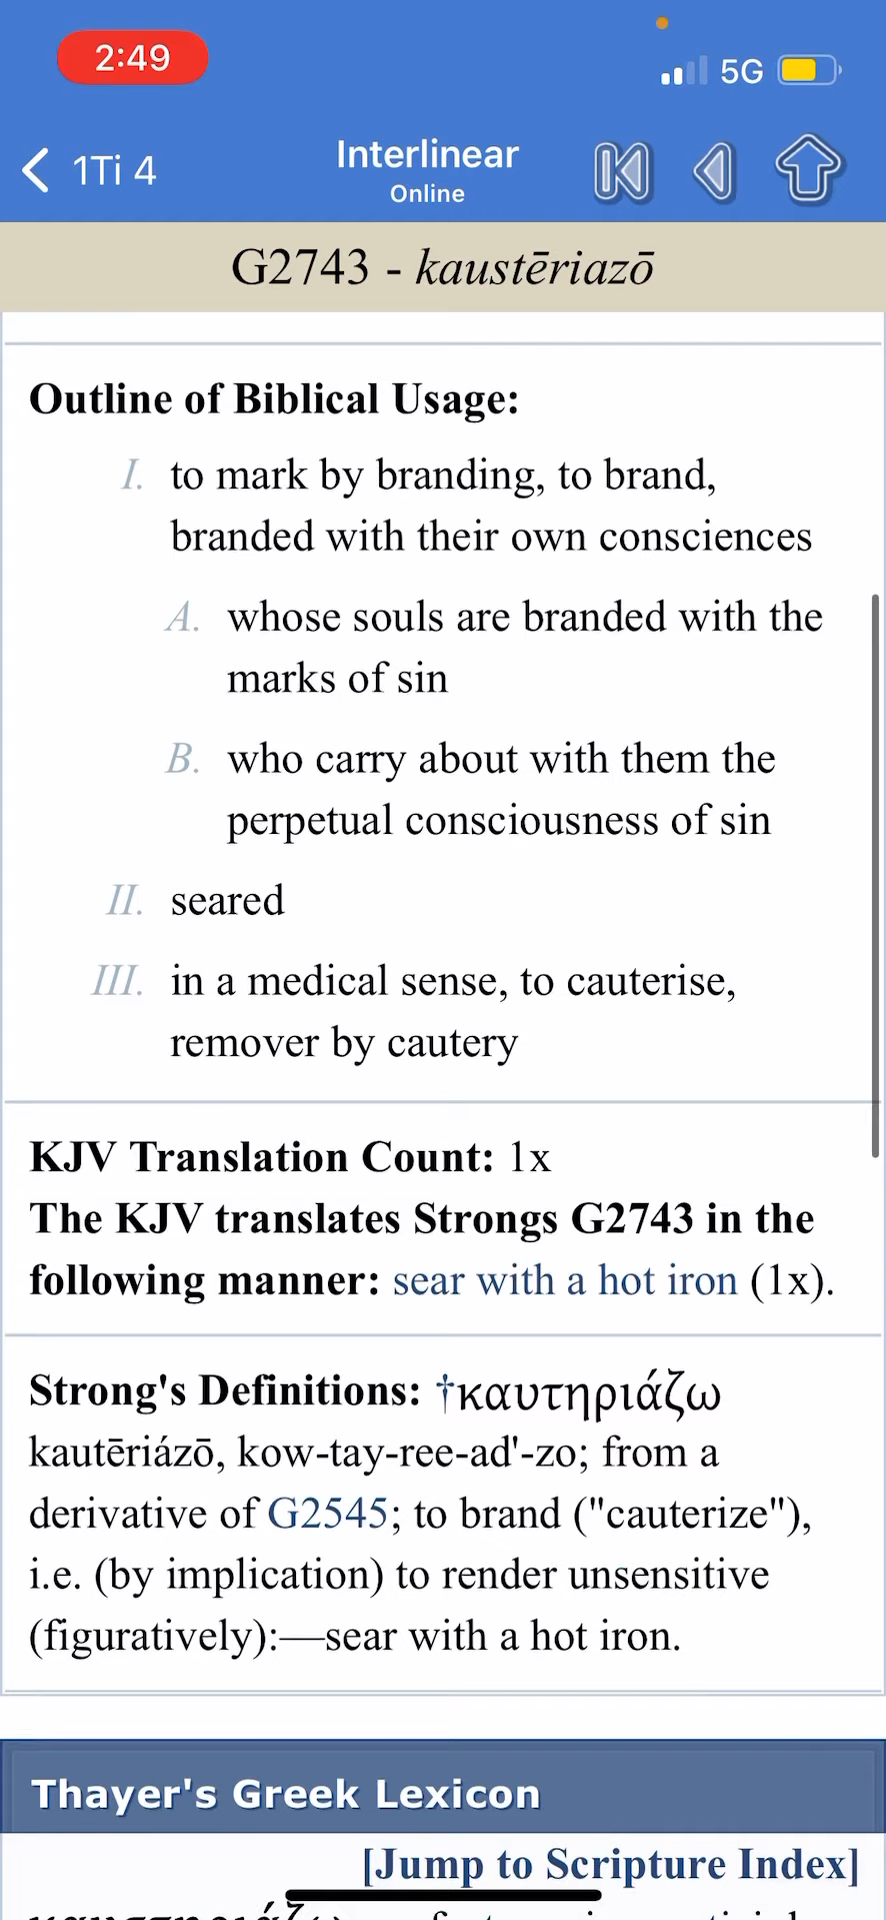 2:49
5G
1Ti 4
Interlinear
Online
G2743 - kaustēriazō
Outline of Biblical Usage:
I. to mark by branding, to brand,
branded with their own consciences
A. whose souls are branded with the
marks of sin
B. who carry about with them the
perpetual consciousness of sin
II. seared
III. in a medical sense, to cauterise,
remover by cautery
KJV Translation Count: 1x
The KJV translates Strongs G2743 in the
following manner: sear with a hot iron (1x).
Strong's Definitions: †καυτηριάζω
kautēriázō, kow-tay-ree-ad'-zo; from a
derivative of G2545; to brand ("cauterize"),
i.e. (by implication) to render unsensitive
(figuratively):—sear with a hot iron.
Thayer's Greek Lexicon
[Jump to Scripture Index]